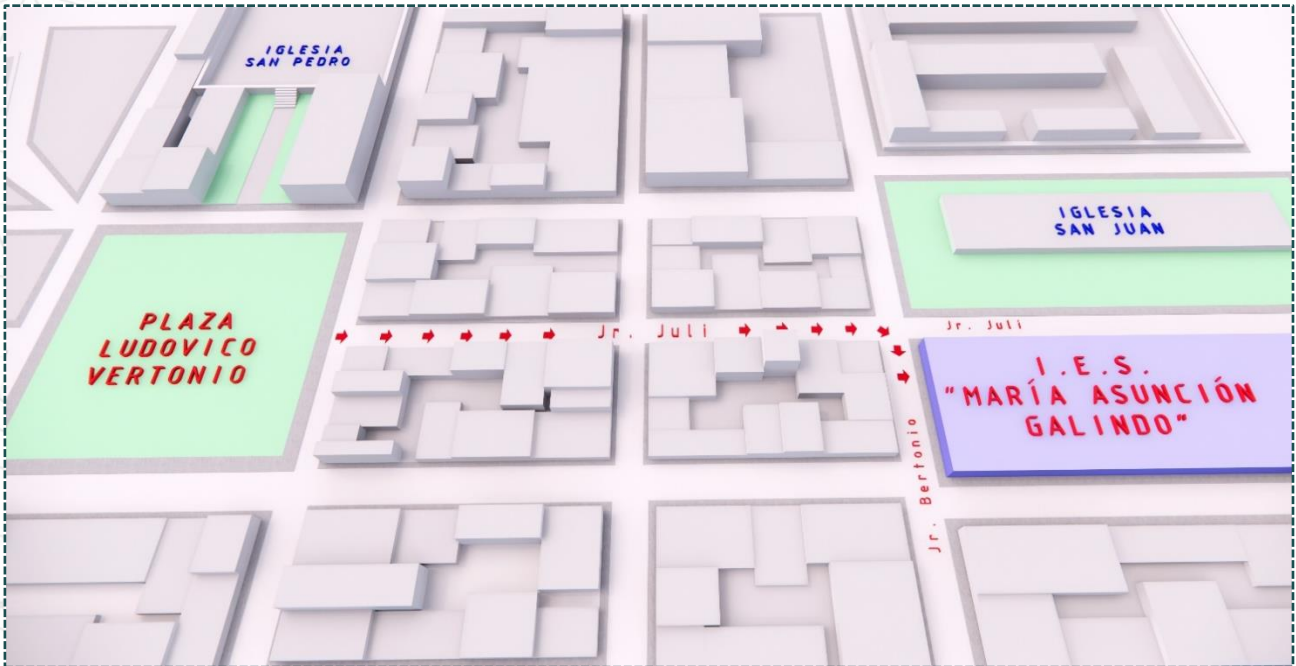 IGLESIA
SAN PEDRO
IGLESIA
SAN JUAN
PLAZA
LUDOVICO
VERTONIO
Jr. Juli
Jr. Juli
I.E.S.
"MARÍA ASUNCIÓN
GALINDO"
Jr. Bertonio